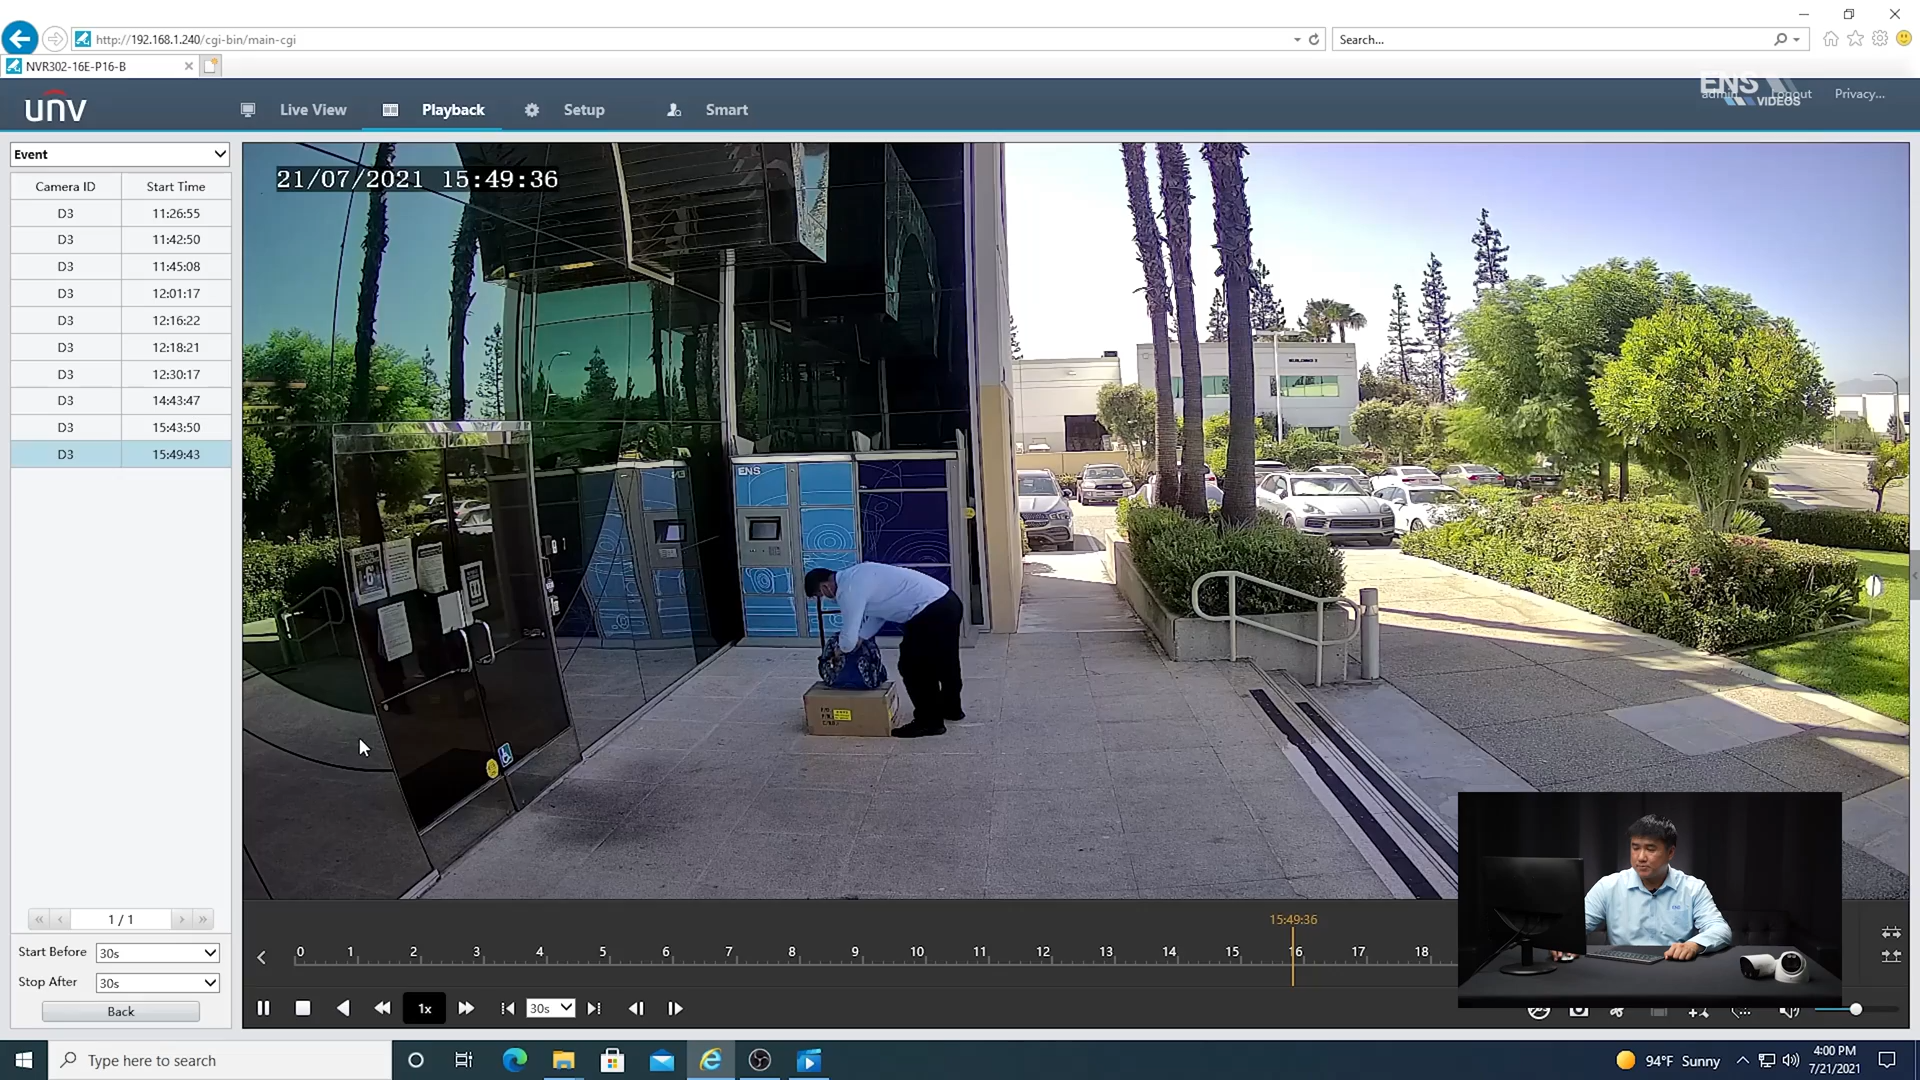 http://192.168.1.240/cgi-bin/main-cgi
Search...
NVR302-16E-P16-B
unv
Live View
Playback
Setup
Smart
ENS
VIDEOS
admin
Logout
Privacy...
Event
Camera ID Start Time
D3 11:26:55
D3 11:42:50
D3 11:45:08
D3 12:01:17
D3 12:16:22
D3 12:18:21
D3 12:30:17
D3 14:43:47
D3 15:43:50
D3 15:49:43
21/07/2021 15:49:36
ENS
1 / 1
Start Before 30s
Stop After 30s
Back
15:49:36
0 1 2 3 4 5 6 7 8 9 10 11 12 13 14 15 16 17 18
1x
30s
Type here to search
94°F Sunny
4:00 PM
7/21/2021